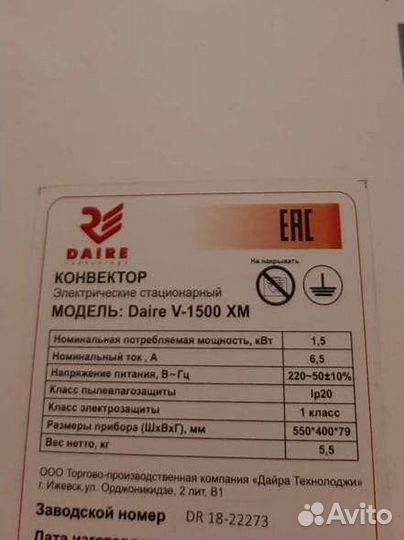 DAIRE
Technology
EAC
На накрывать
КОНВЕКТОР
Электрические стационарный
МОДЕЛЬ: Daire V-1500 XM
Номинальная потребляемая мощность, кВт 1,5
Номинальный ток , А 6,5
Напряжение питания, В~Гц 220~50±10%
Класс пылевлагозащиты Ip20
Класс электрозащиты 1 класс
Размеры прибора (ШхВхГ), мм 550*400*79
Вес нетто, кг 5,5
ООО Торгово-производственная компания «Дайра Технолоджи»
г. Ижевск,ул. Орджоникидзе, 2 лит. В1
Заводской номер DR 18-22273
Дата изготовления
Avito